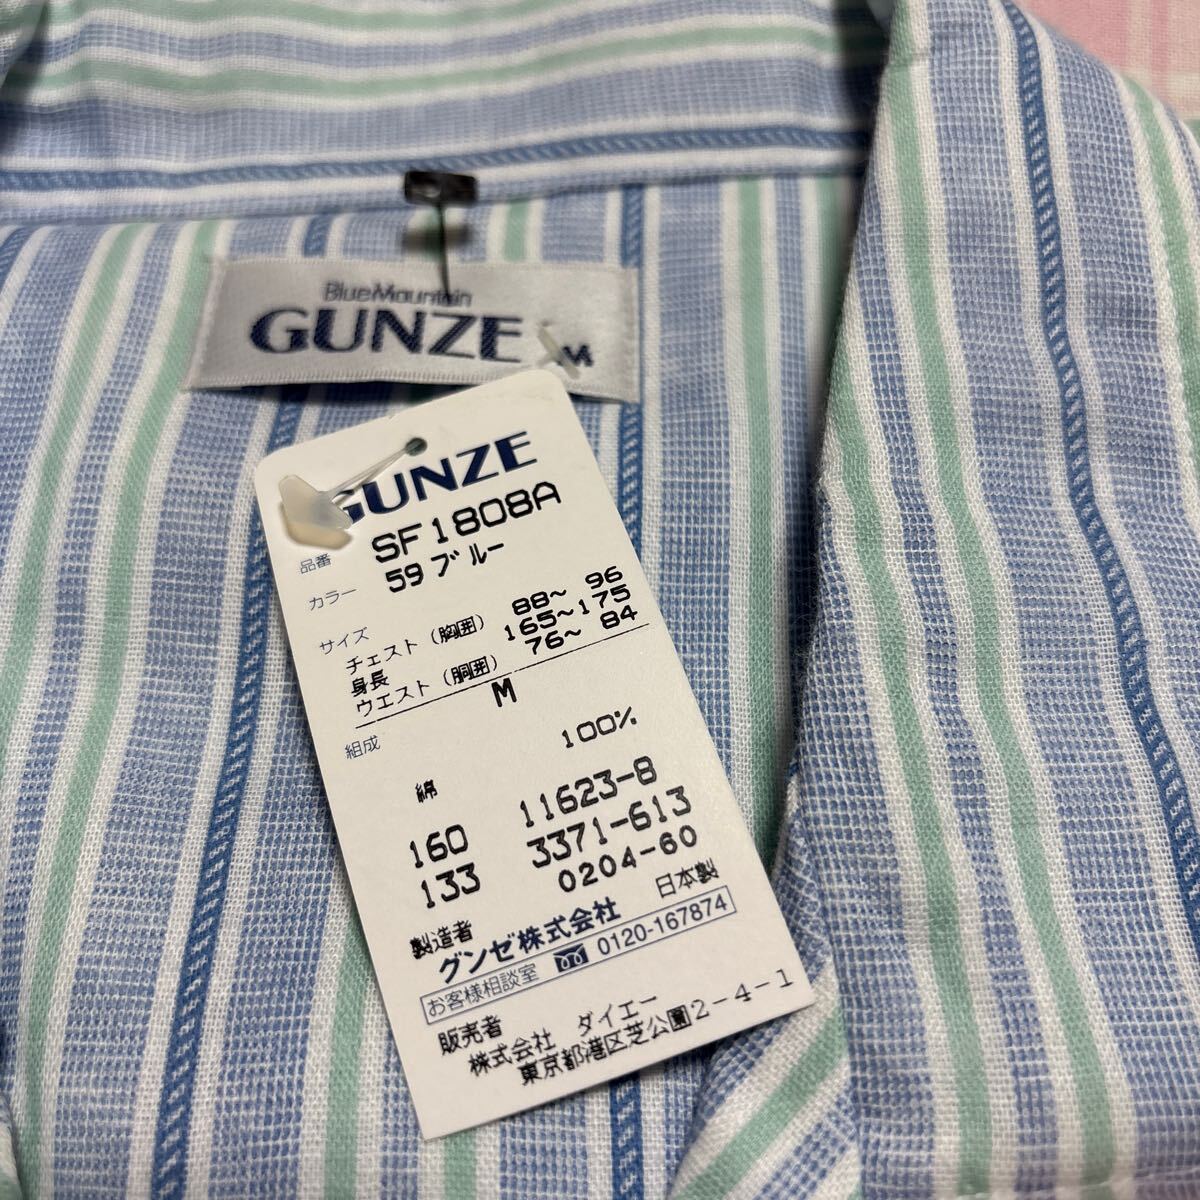 BlueMountain
GUNZE
M
GUNZE
品番 SF1808A
カラー 59 ブルー
サイズ
チェスト(胸囲) 88~ 96
身長 165~175
ウエスト(胴囲) 76~ 84
M
組成
綿 100%
160 11623-8
133 3371-613
0204-60
製造者 日本製
グンゼ株式会社
お客様相談室 0120-167874
販売者
株式会社 ダイエー
東京都港区芝公園2-4-1